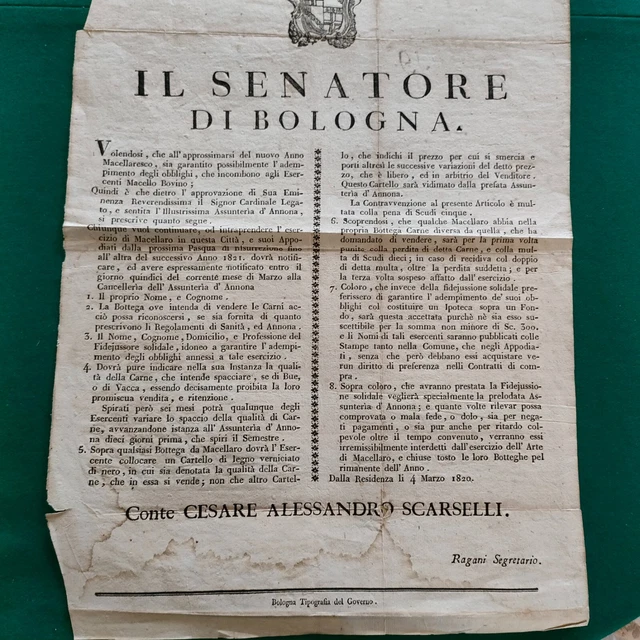 IL SENATORE
DI BOLOGNA.
Volendosi, che all'approssimarsi del nuovo Anno
Macellaresco, sia garantito possibilmente l'adem-
pimento degli obblighi, che incombono agli Eser-
centi Macello Bovino;
Quindi è che dietro l'approvazione di Sua Emi-
nenza Reverendissima il Signor Cardinale Lega-
to, e sentita l'Illustrissima Assunterìa d'Annona,
si prescrive quanto segue.
Chiunque vuol continuare, od intraprendere l'eser-
cizio di Macellaro in questa Città, e suoi Appo-
diati dalla prossima Pasqua di Risurrezione fino
all'altra del successivo Anno 1821. dovrà notifi-
care, ed avere espressamente notificato entro il
giorno quindici del corrente mese di Marzo alla
Cancellerìa dell'Assunterìa d'Annona
1. Il proprio Nome, e Cognome.
2. La Bottega ove intenda di vendere le Carni ac-
ciò possa riconoscersi, se sia fornita di quanto
prescrivono li Regolamenti di Sanità, ed Annona.
3. Il Nome, Cognome, Domicilio, e Professione del
Fidejussore solidale, idoneo a garantire l'adempi-
mento degli obblighi annessi a tale esercizio.
4. Dovrà pure indicare nella sua Instanza la quali-
tà della Carne, che intende spacciare, se di Bue,
o di Vacca, essendo decisamente proibita la loro
promiscua vendita, e ritenzione.
Spirati però sei mesi potrà qualunque degli
Esercenti variare lo spaccio della qualità di Car-
ne, avvanzandone istanza all'Assunterìa d'Anno-
na dieci giorni prima, che spiri il Semestre.
5. Sopra qualsiasi Bottega da Macellaro dovrà l'Eser-
cente collocare un Cartello di legno verniciato
di nero, in cui sia denotata la qualità della Car-
ne, che in essa si vende; non che altro Cartel-
lo, che indichi il prezzo per cui si smercia e
porti altresì le successive variazioni del detto prez-
zo, che è libero, ed in arbitrio del Venditore.
Questo Cartello sarà vidimato dalla prefata Assun-
terìa d'Annona.
La Contravvenzione al presente Articolo è mul-
tata colla pena di Scudi cinque.
6. Scoprendosi, che qualche Macellaro abbia nella
propria Bottega Carne diversa da quella, che ha
domandato di vendere, sarà per la prima volta
punito colla perdita di detta Carne, e colla mul-
ta di Scudi dieci; in caso di recidiva col doppio
di detta multa, oltre la perdita suddetta; e per
la terza volta sospeso affatto dall'esercizio.
7. Coloro, che invece della fidejussione solidale pre-
ferissero di garantire l'adempimento de' suoi ob-
blighi col costituire un Ipoteca sopra un Fon-
do, sarà questa accettata purchè nè sia esso su-
scettibile per la somma non minore di Sc. 300.
e li Nomi di tali esercenti saranno pubblicati colle
Stampe tanto nella Comune, che negli Appodia-
ti, senza che però debbano essi acquistare ve-
run diritto di preferenza nelli Contratti di com-
pra.
8. Sopra coloro, che avranno prestata la Fidejussio-
ne solidale veglierà specialmente la prelodata As-
sunterìa d'Annona; e quante volte rilevar possa
comprovata o mala fede, o dolo, sia per nega-
ti pagamenti, o sia pur anche per ritardo col-
pevole oltre il tempo convenuto, verranno essi
irremissibilmente interdetti dall'esercizio dell'Arte
di Macellaro, e chiuse tosto le loro Botteghe pel
rimanente dell'Anno.
Dalla Residenza li 4 Marzo 1820.
Conte CESARE ALESSANDRO SCARSELLI.
Ragani Segretario.
Bologna Tipografia del Governo.